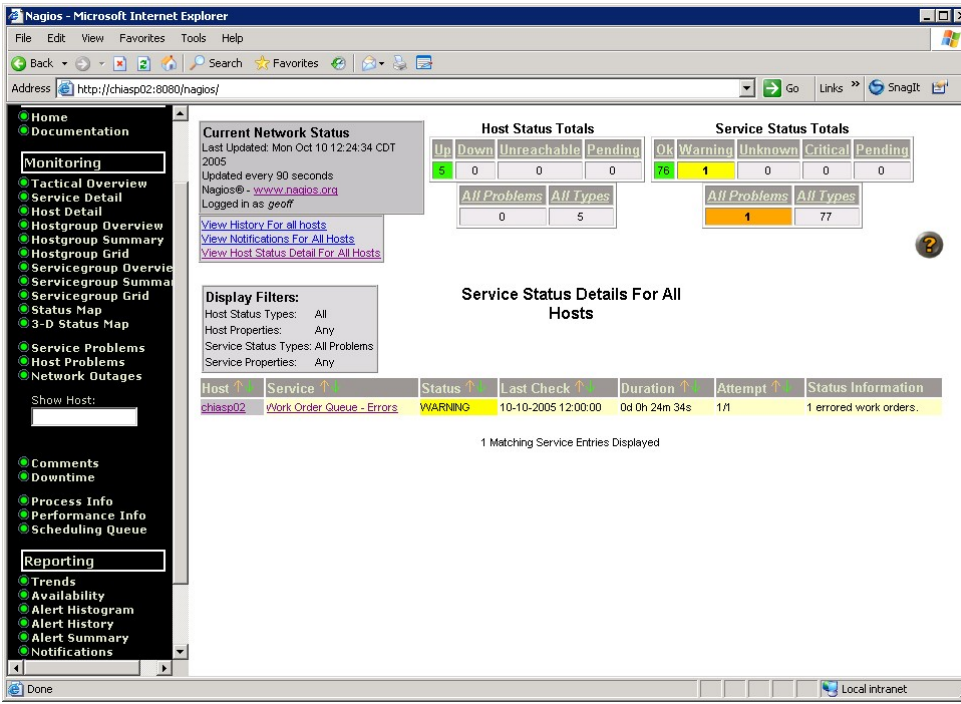 Nagios - Microsoft Internet Explorer
File Edit View Favorites Tools Help
Back Search Favorites
Address http://chiasp02:8080/nagios/ Go Links » SnagIt
Home
Documentation
Monitoring
Tactical Overview
Service Detail
Host Detail
Hostgroup Overview
Hostgroup Summary
Hostgroup Grid
Servicegroup Overvie
Servicegroup Summa
Servicegroup Grid
Status Map
3-D Status Map
Service Problems
Host Problems
Network Outages
Show Host:
Comments
Downtime
Process Info
Performance Info
Scheduling Queue
Reporting
Trends
Availability
Alert Histogram
Alert History
Alert Summary
Notifications
Current Network Status
Last Updated: Mon Oct 10 12:24:34 CDT
2005
Updated every 90 seconds
Nagios® - www.nagios.org
Logged in as geoff
View History For all hosts
View Notifications For All Hosts
View Host Status Detail For All Hosts
Host Status Totals
Up Down Unreachable Pending
5 0 0 0
All Problems All Types
0 5
Service Status Totals
Ok Warning Unknown Critical Pending
76 1 0 0 0
All Problems All Types
1 77
?
Display Filters:
Host Status Types: All
Host Properties: Any
Service Status Types: All Problems
Service Properties: Any
Service Status Details For All
Hosts
Host Service Status Last Check Duration Attempt Status Information
chiasp02 Work Order Queue - Errors WARNING 10-10-2005 12:00:00 0d 0h 24m 34s 1/1 1 errored work orders.
1 Matching Service Entries Displayed
Done Local intranet